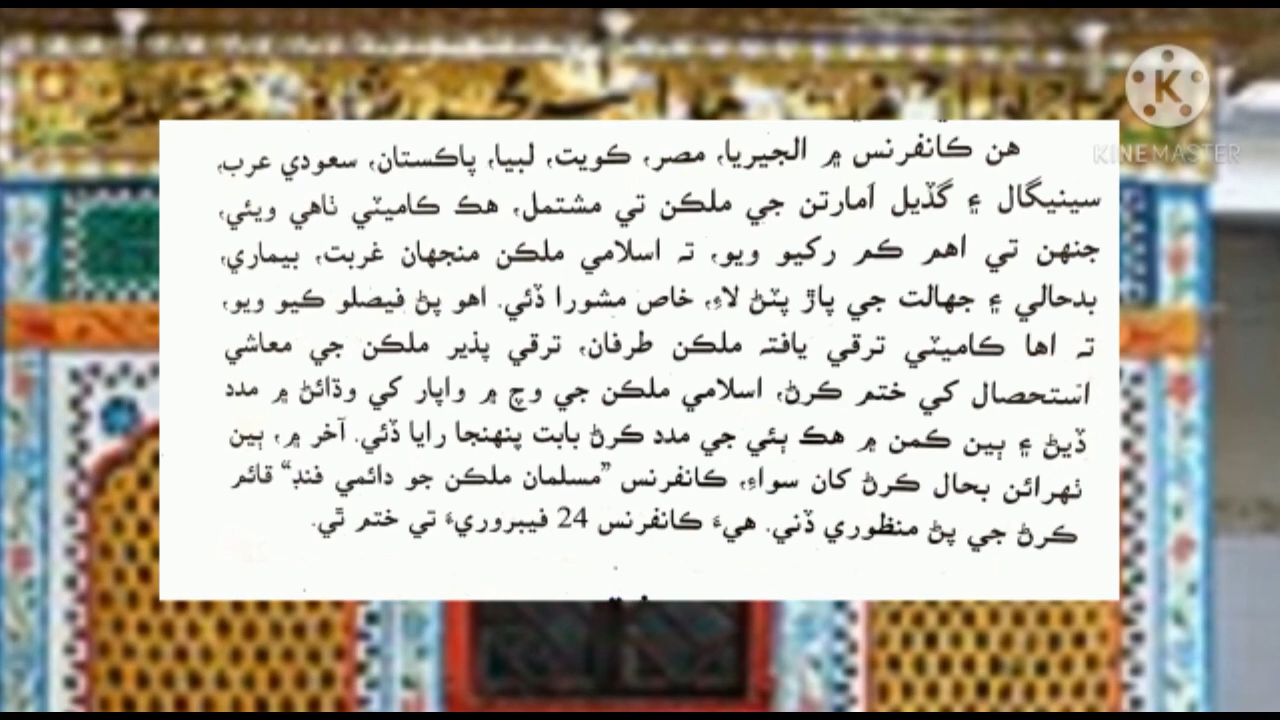 هن ڪانفرنس ۾ الجيريا، مصر، ڪويت، لبيا، پاڪستان، سعودي عرب،
سينيگال ۽ گڏيل اَمارتن جي ملڪن تي مشتمل، هڪ ڪاميٽي ٺاهي ويئي،
جنهن تي اهم ڪم رکيو ويو، تہ اسلامي ملڪن منجهان غربت، بيماري،
بدحالي ۽ جهالت جي پاڙ پٽڻ لاءِ، خاص مشورا ڏئي. اهو پڻ فيصلو ڪيو ويو،
تہ اها ڪاميٽي ترقي يافتہ ملڪن طرفان، ترقي پذير ملڪن جي معاشي
استحصال کي ختم ڪرڻ، اسلامي ملڪن جي وچ ۾ واپار کي وڌائڻ ۾ مدد
ڏيڻ ۽ ٻين ڪمن ۾ هڪ ٻئي جي مدد ڪرڻ بابت پنهنجا رايا ڏئي. آخر ۾، ٻين
ٺهرائن بحال ڪرڻ کان سواءِ، ڪانفرنس ”مسلمان ملڪن جو دائمي فنڊ“ قائم
ڪرڻ جي پڻ منظوري ڏني. هيءَ ڪانفرنس 24 فيبروريءَ تي ختم ٿي.
K
KINEMASTER